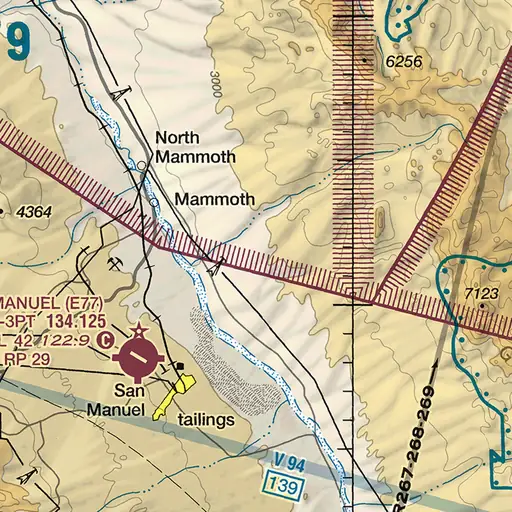 9
6256
3000
North
Mammoth
Mammoth
4364
MANUEL (E77)
-3PT 134.125
L 42 122.9 C
RP 29
7123
San
Manuel
tailings
V 94
139
R267-268-269